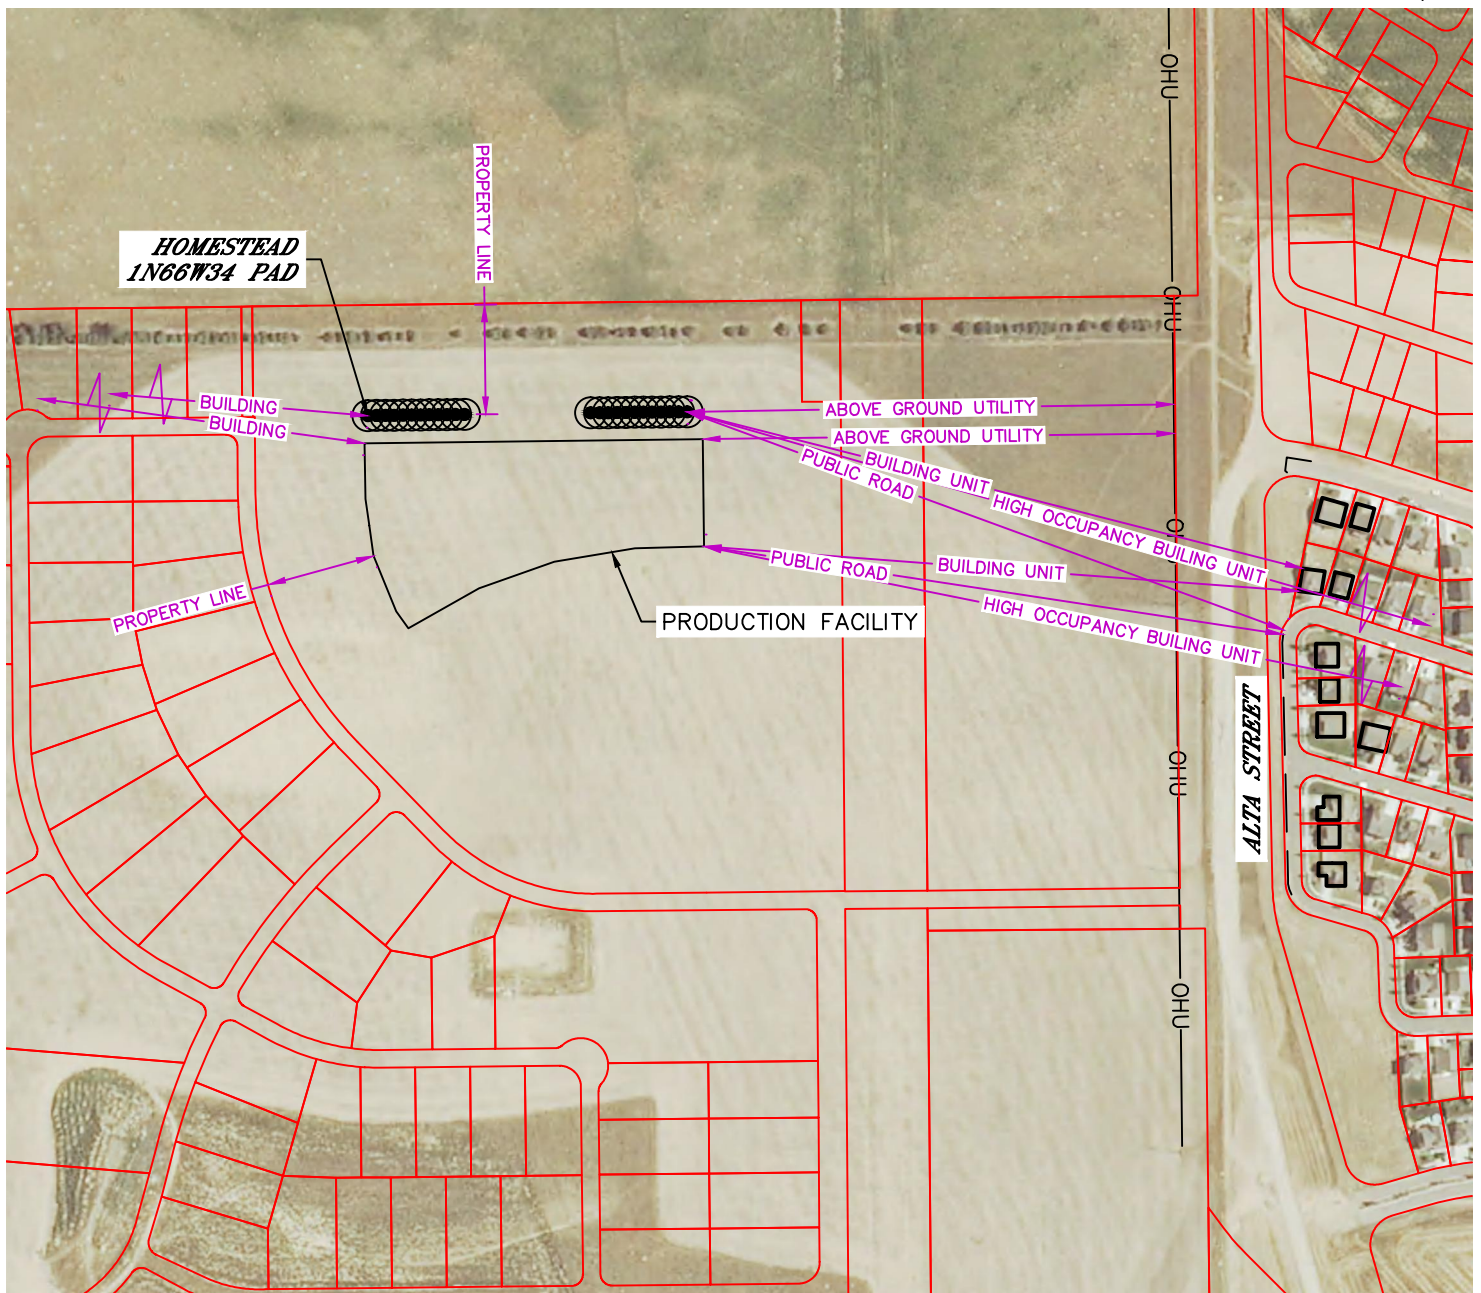 OHU
PROPERTY LINE
HOMESTEAD
1N66W34 PAD
OHU
BUILDING
BUILDING
ABOVE GROUND UTILITY
ABOVE GROUND UTILITY
BUILDING UNIT
PUBLIC ROAD
HIGH OCCUPANCY BUILING UNIT
PUBLIC ROAD
BUILDING UNIT
PROPERTY LINE
HIGH OCCUPANCY BUILING UNIT
PRODUCTION FACILITY
ALTA STREET
OHU
OHU